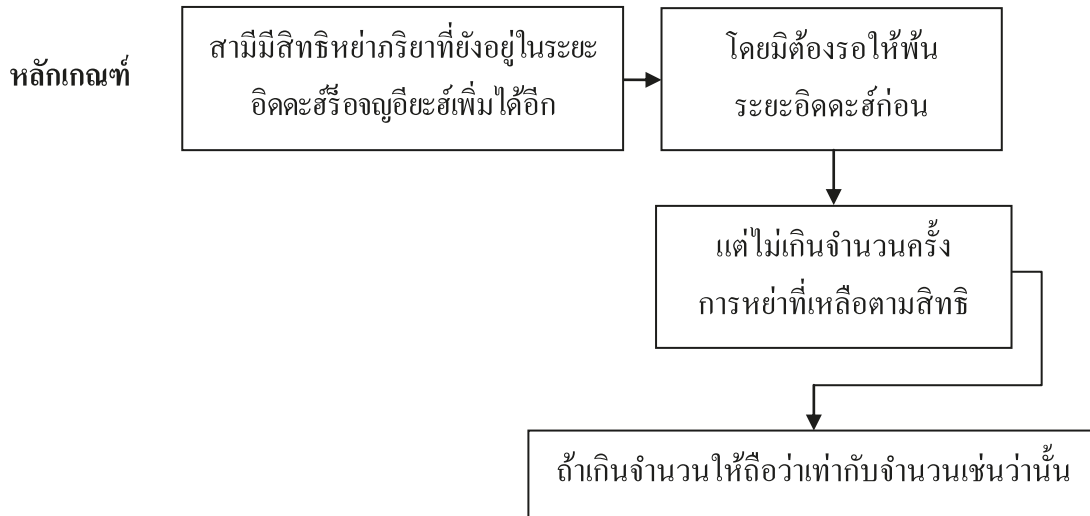 หลักเกณฑ์
สามีมีสิทธิหย่าภริยาที่ยังอยู่ในระยะ
อิดดะฮ์ร็อจญอียะฮ์เพิ่มได้อีก
โดยมิต้องรอให้พ้น
ระยะอิดดะฮ์ก่อน
แต่ไม่เกินจำนวนครั้ง
การหย่าที่เหลือตามสิทธิ
ถ้าเกินจำนวนให้ถือว่าเท่ากับจำนวนเช่นว่านั้น